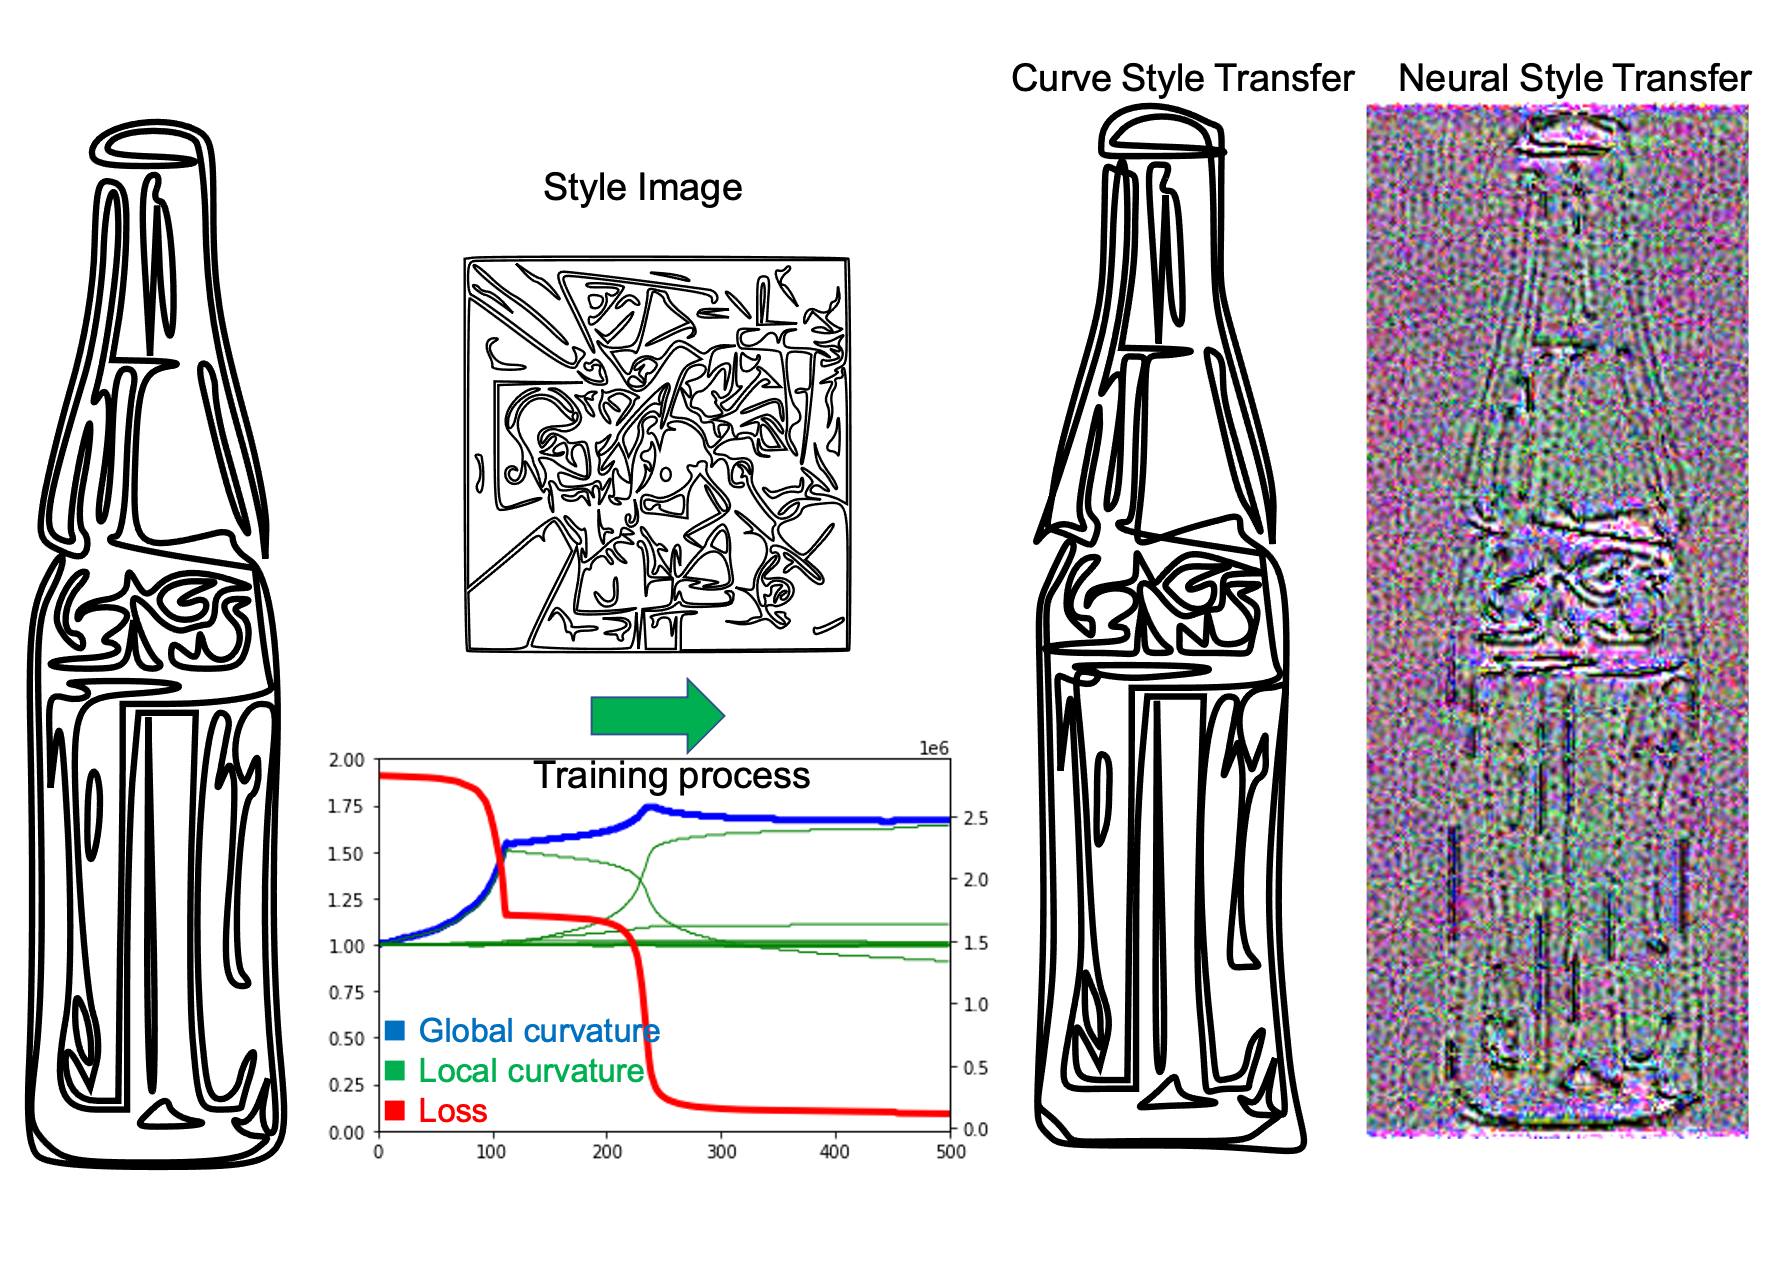 Curve Style Transfer
Neural Style Transfer
Style Image
1e6
Training process
2.00
1.75
1.50
1.25
1.00
0.75
0.50
0.25
0.00
2.5
2.0
1.5
1.0
0.5
0.0
Global curvature
Local curvature
Loss
0 100 200 300 400 500